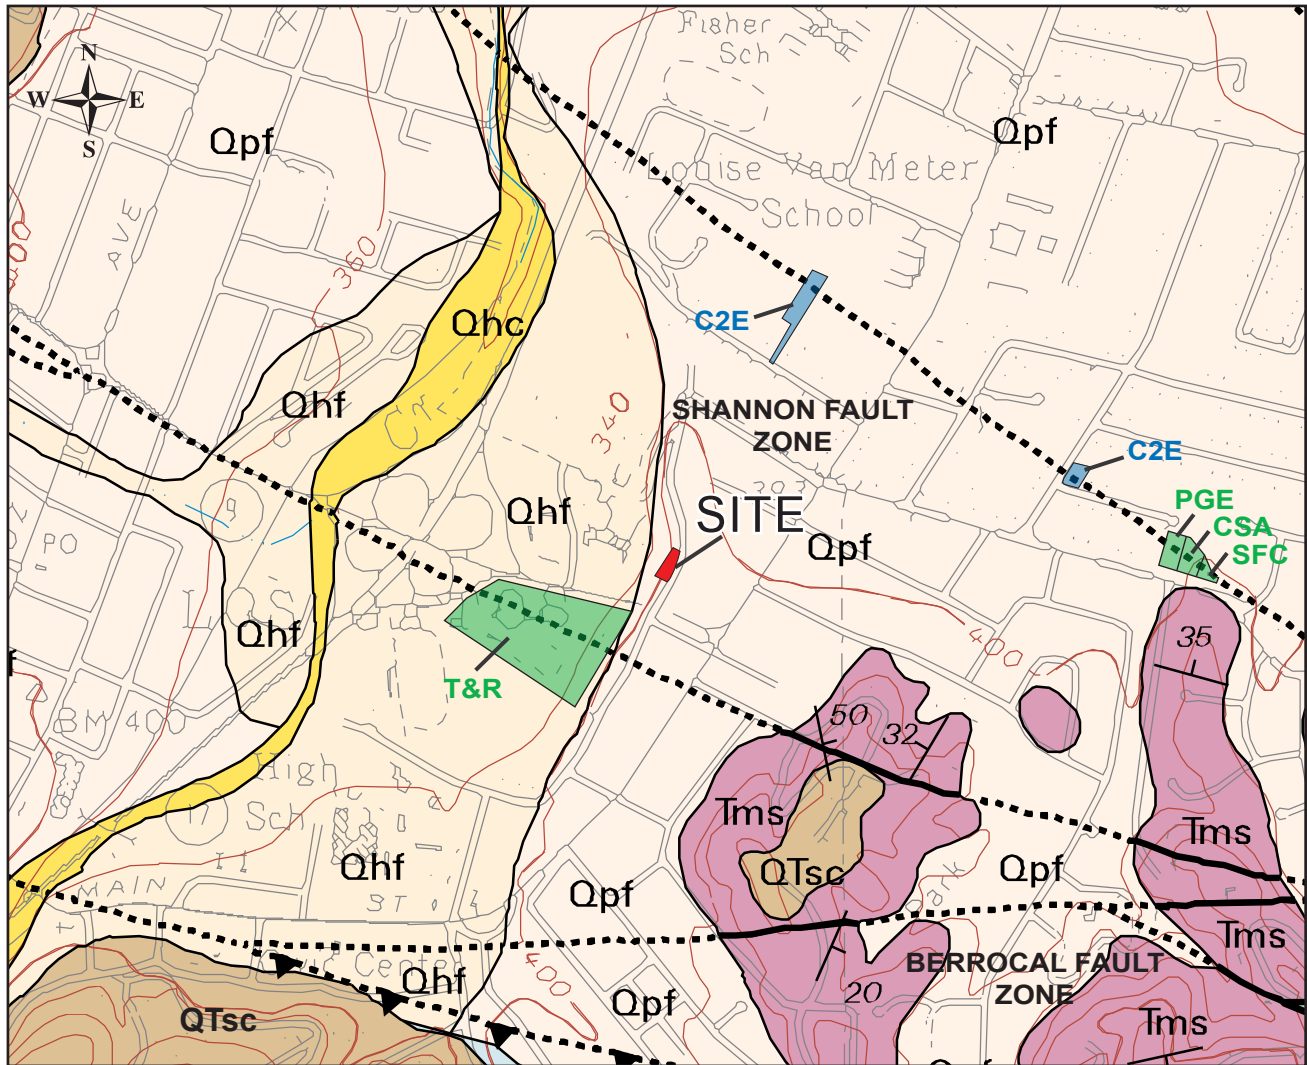 N
W E
S
Fisher
Sch
Qpf
Qpf
Louise Van Meter
School
AVE
360
Qhc
C2E
Qhf
340
SHANNON FAULT
ZONE
C2E
SITE
PGE
CSA
SFC
Qhf
Qpf
PO
Qhf
35
400
T&R
BM 400
50
32
High
Sch
Tms
QTsc
Tms
Qhf
Qpf
Qpf
MAIN
ST
Tms
BERROCAL FAULT
ZONE
Civic Center
400
Qhf
20
Qpf
QTsc
Tms